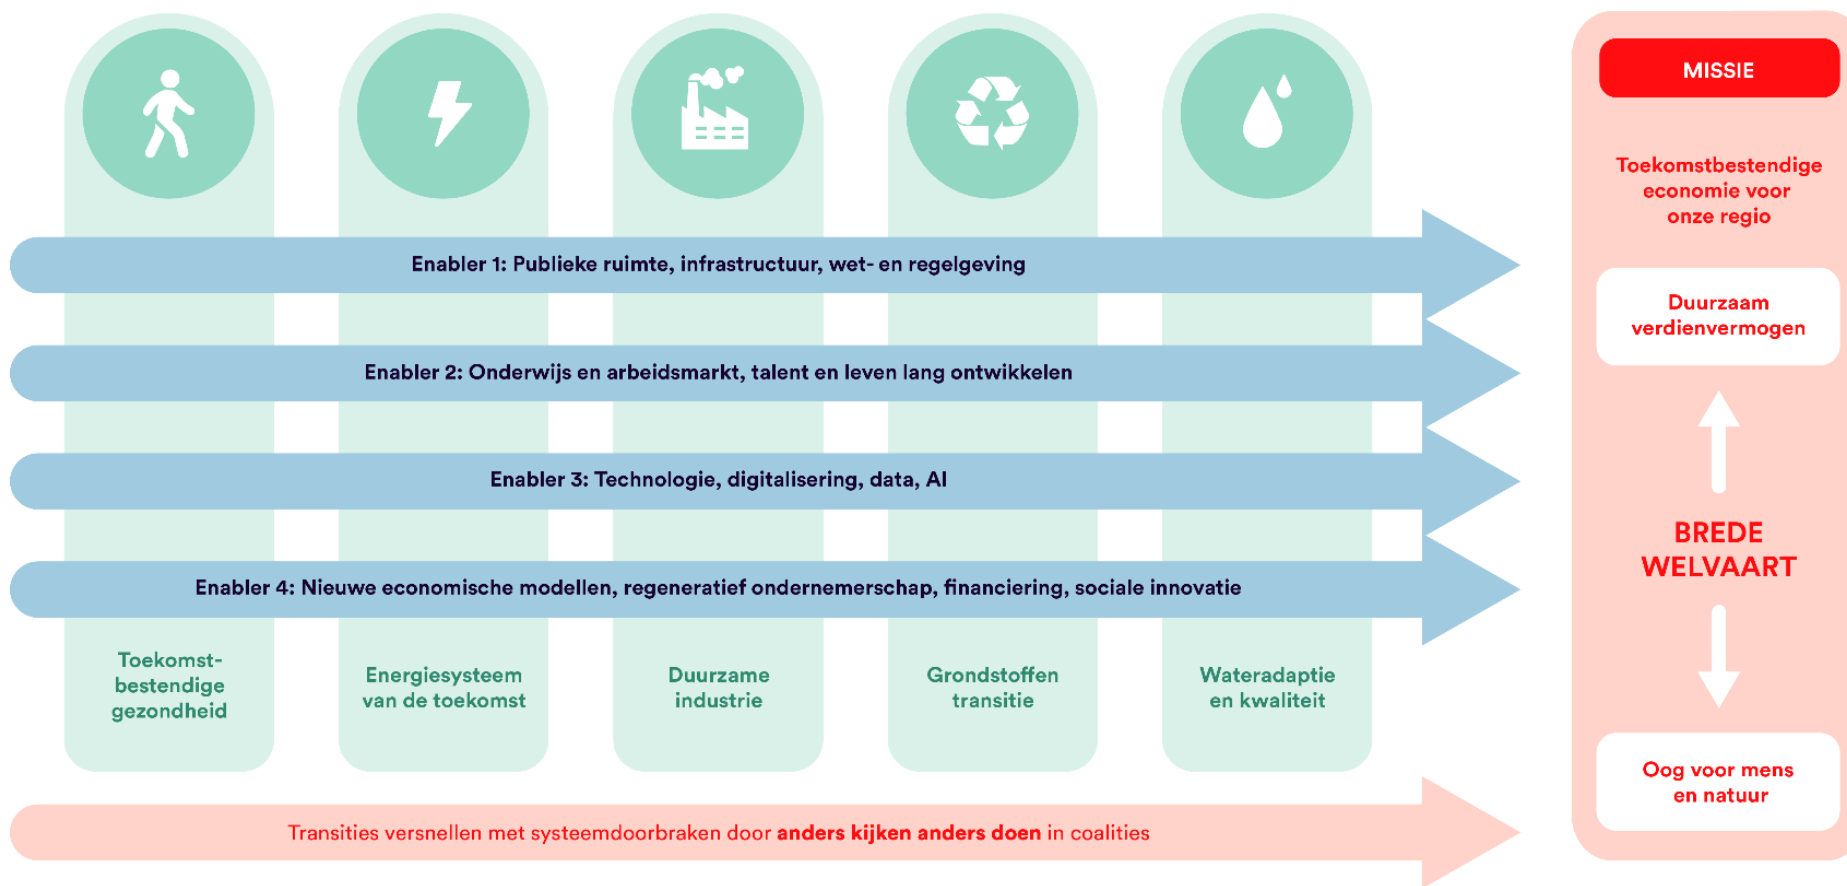 MISSIE
Toekomstbestendige
economie voor
onze regio
Duurzaam
verdienvermogen
BREDE
WELVAART
Oog voor mens
en natuur
Enabler 1: Publieke ruimte, infrastructuur, wet- en regelgeving
Enabler 2: Onderwijs en arbeidsmarkt, talent en leven lang ontwikkelen
Enabler 3: Technologie, digitalisering, data, AI
Enabler 4: Nieuwe economische modellen, regeneratief ondernemerschap, financiering, sociale innovatie
Toekomst-
bestendige
gezondheid
Energiesysteem
van de toekomst
Duurzame
industrie
Grondstoffen
transitie
Wateradaptie
en kwaliteit
Transities versnellen met systeemdoorbraken door anders kijken anders doen in coalities